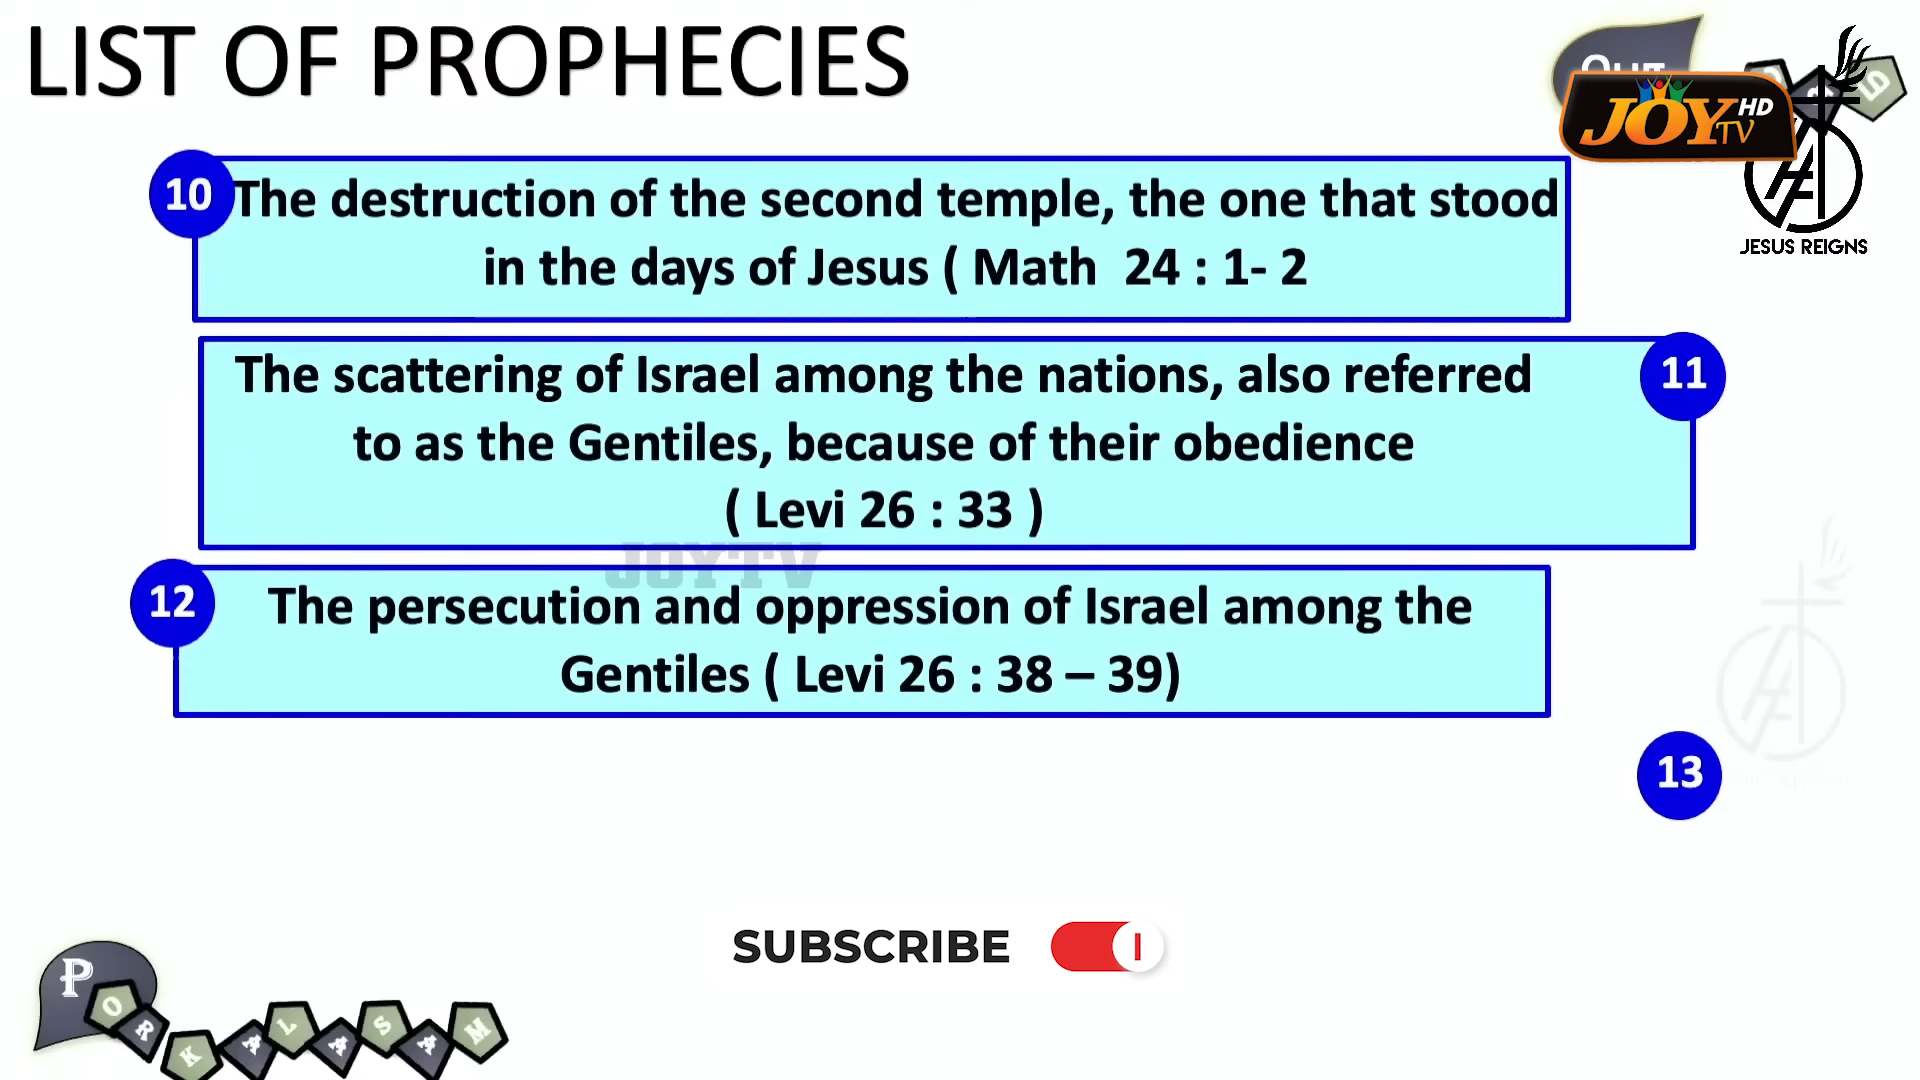 LIST OF PROPHECIES
JOY TV HD
JESUS REIGNS
10
The destruction of the second temple, the one that stood
in the days of Jesus ( Math 24 : 1- 2
11
The scattering of Israel among the nations, also referred
to as the Gentiles, because of their obedience
( Levi 26 : 33 )
JOYTV
12
The persecution and oppression of Israel among the
Gentiles ( Levi 26 : 38 – 39)
13
SUBSCRIBE
PORKALASAM